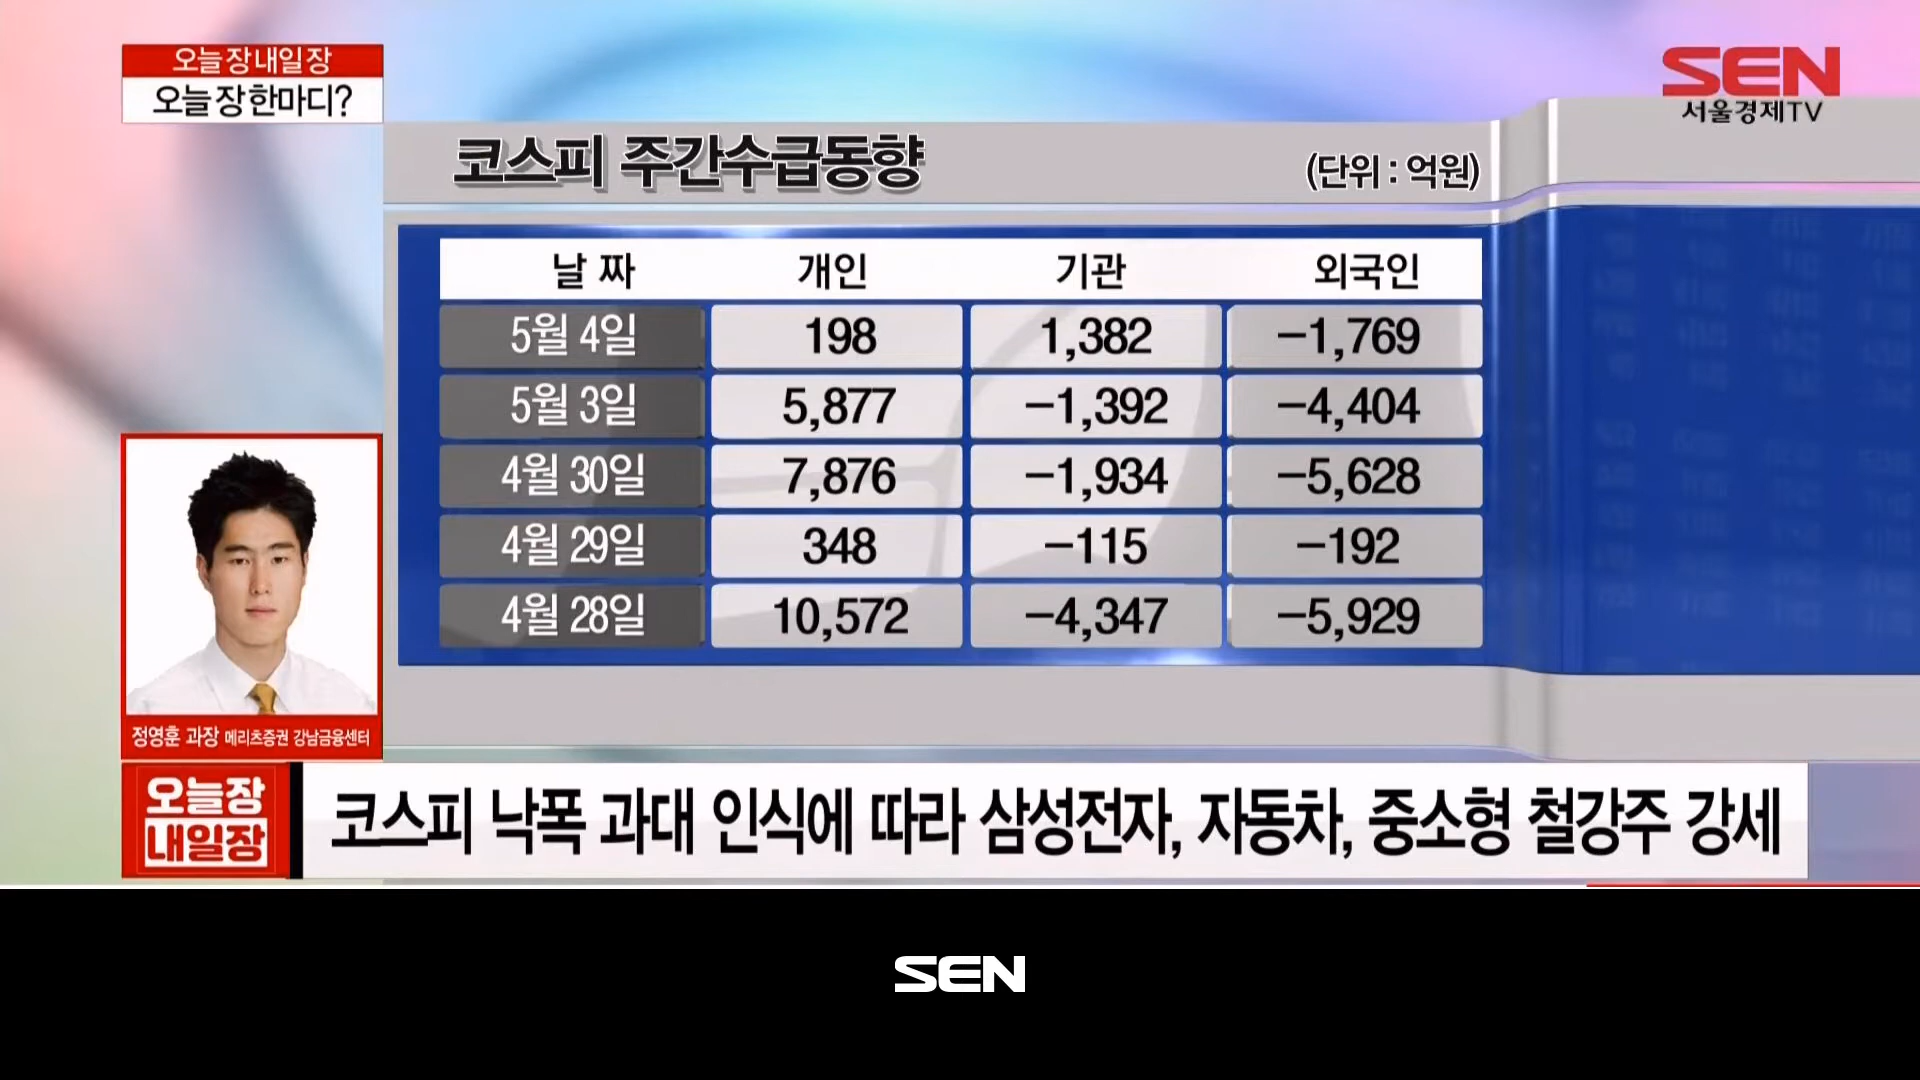 오늘장 내일장
오늘장 한마디?
SEN
서울경제TV
코스피 주간수급동향
(단위 : 억원)
날 짜 개인 기관 외국인
5월 4일 198 1,382 -1,769
5월 3일 5,877 -1,392 -4,404
4월 30일 7,876 -1,934 -5,628
4월 29일 348 -115 -192
4월 28일 10,572 -4,347 -5,929
정영훈 과장 메리츠증권 강남금융센터
오늘장
내일장
코스피 낙폭 과대 인식에 따라 삼성전자, 자동차, 중소형 철강주 강세
SEN